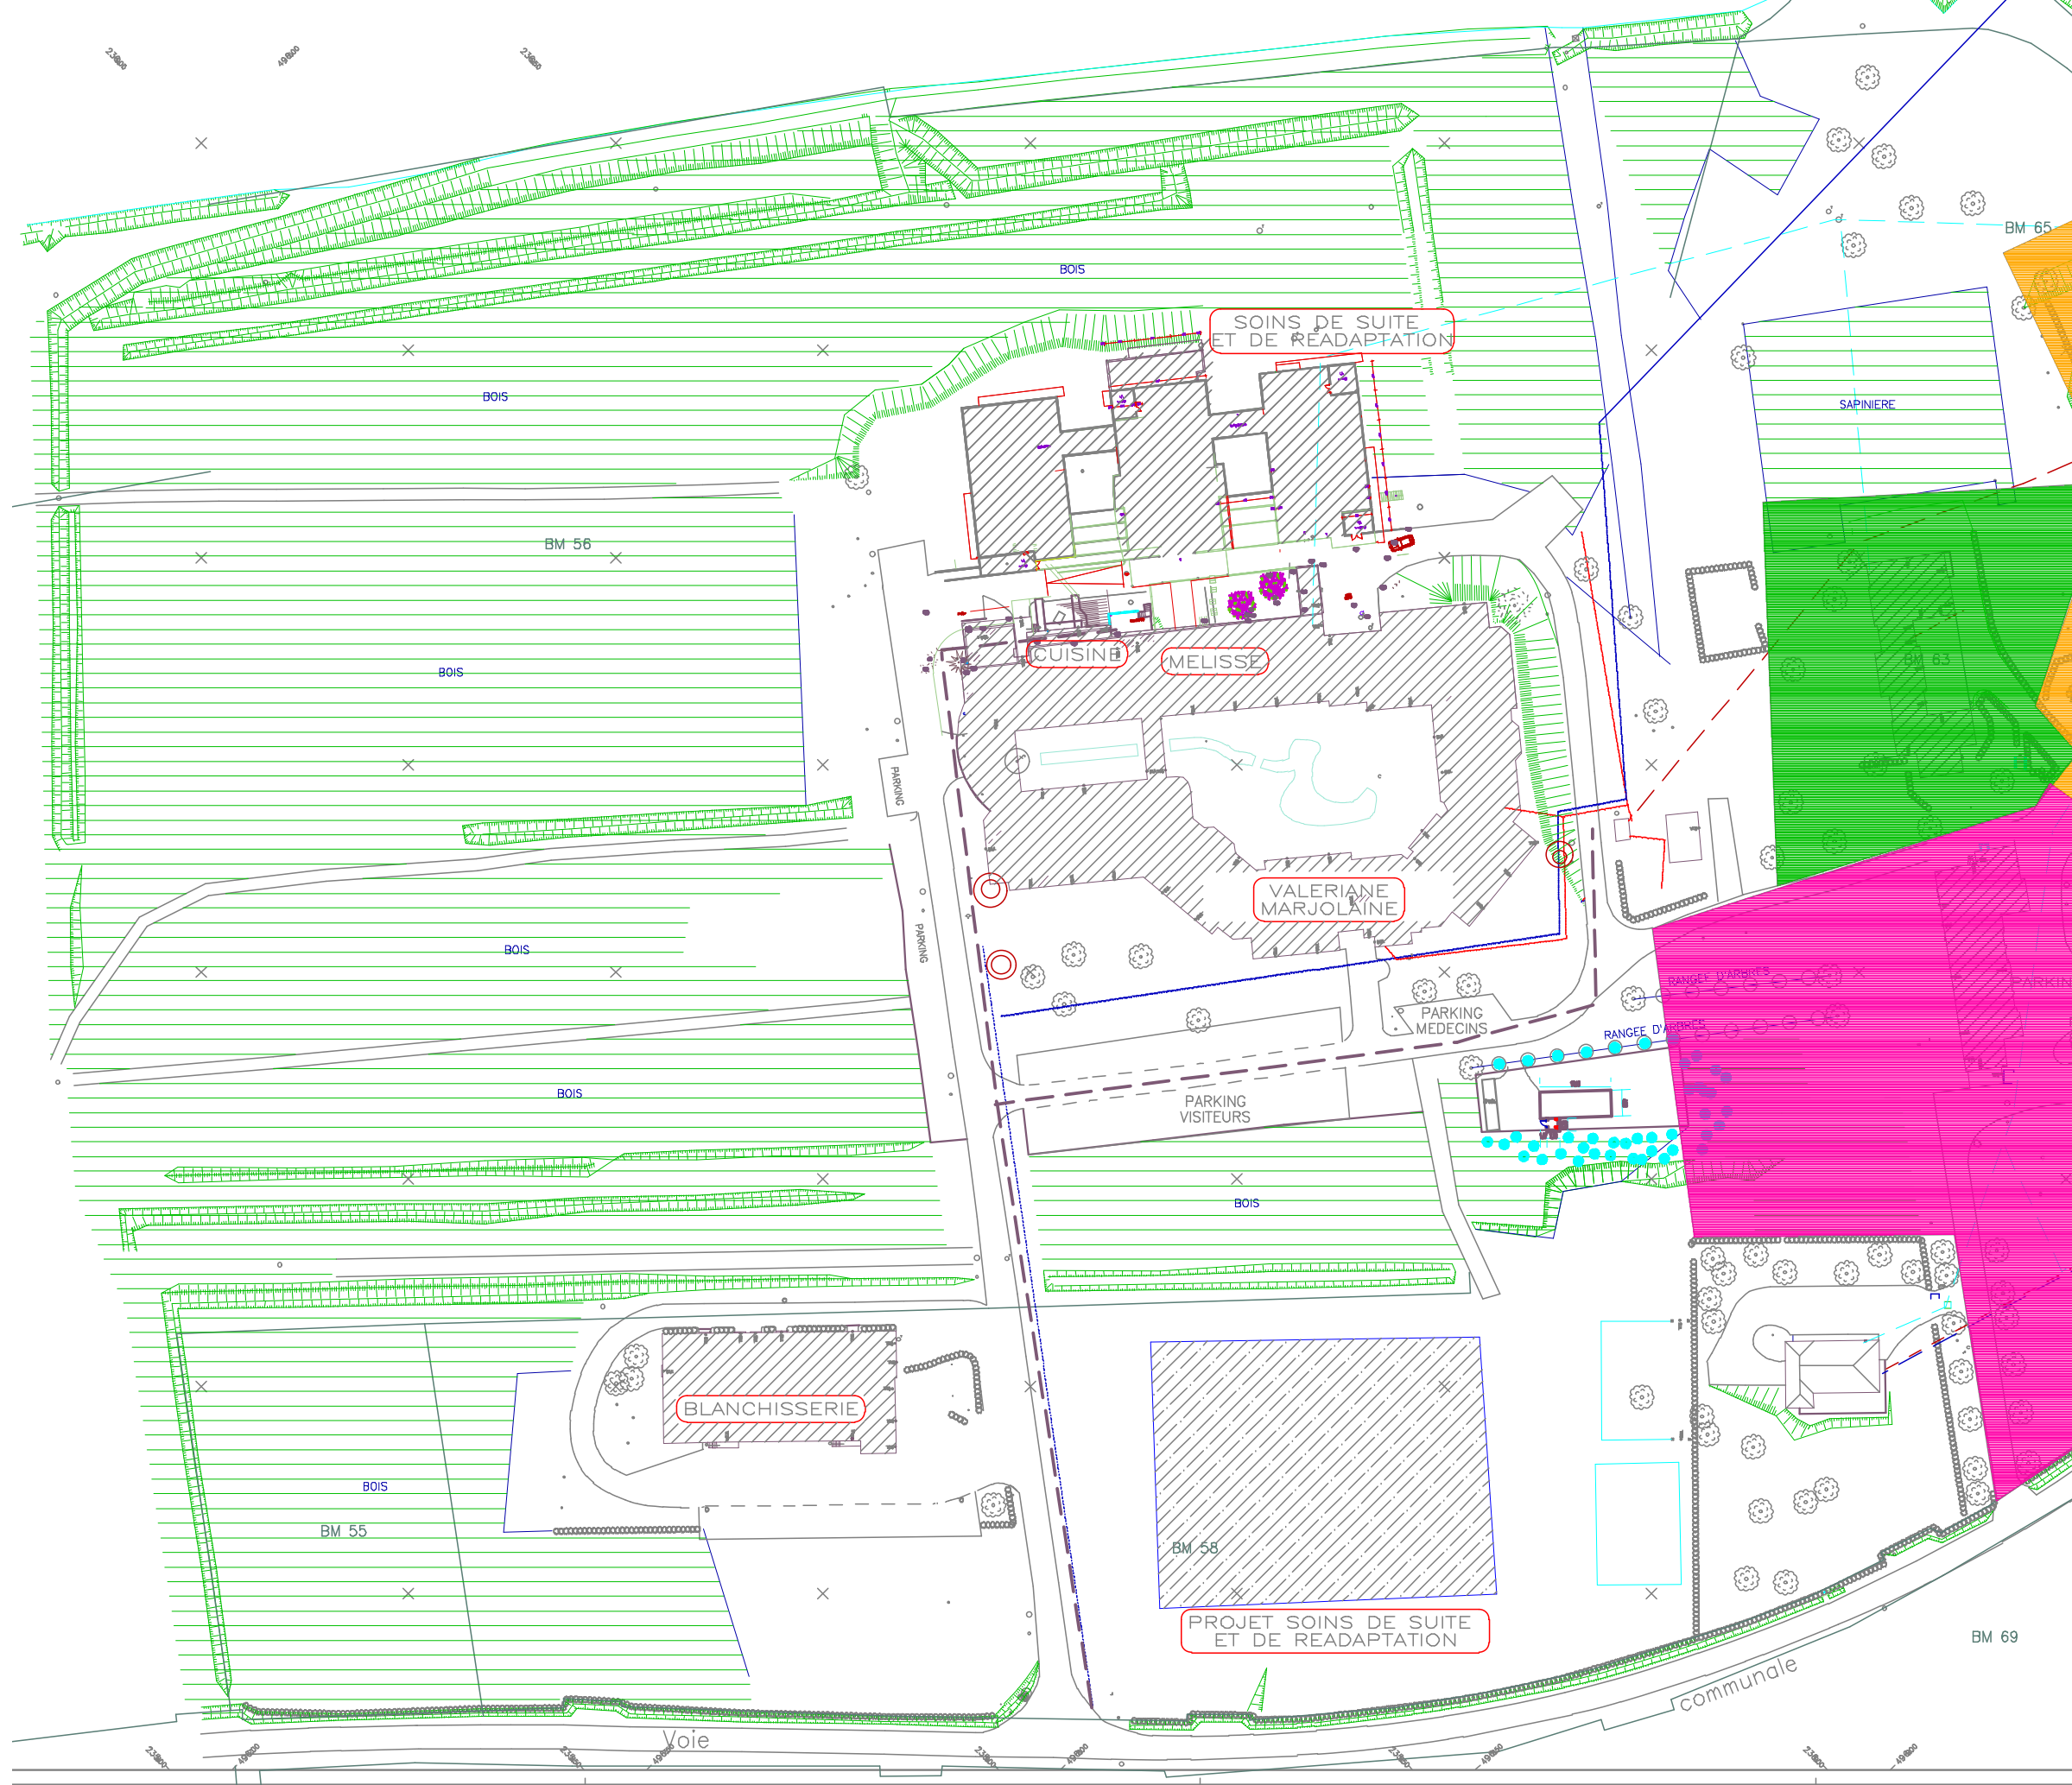 BM 65
BOIS
SOINS DE SUITE
ET DE READAPTATION
BOIS
SAPINIERE
BM 56
CUISINE
MELISSE
BM 63
BOIS
PARKING
VALERIANE
MARJOLAINE
PARKING
BOIS
RANGEE D'ARBRES
PARKIN
PARKING
MEDECINS
RANGEE D'ARBRES
BOIS
PARKING
VISITEURS
BOIS
BLANCHISSERIE
BOIS
BM 55
BM 58
PROJET SOINS DE SUITE
ET DE READAPTATION
BM 69
communale
Voie